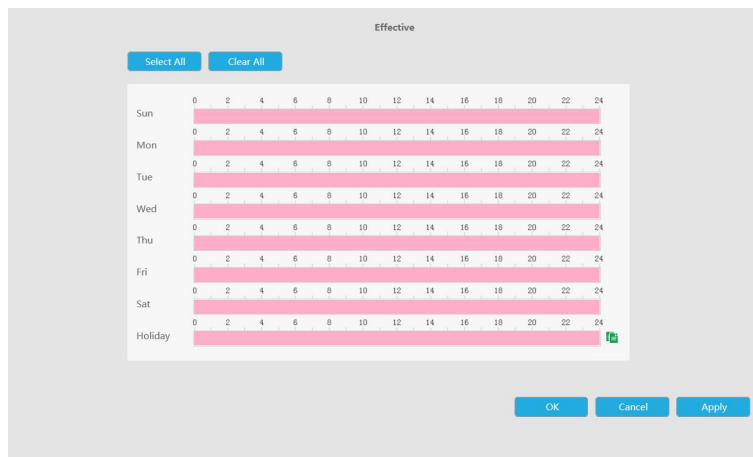 Effective
Select All Clear All
0 2 4 6 8 10 12 14 16 18 20 22 24
Sun
0 2 4 6 8 10 12 14 16 18 20 22 24
Mon
0 2 4 6 8 10 12 14 16 18 20 22 24
Tue
0 2 4 6 8 10 12 14 16 18 20 22 24
Wed
0 2 4 6 8 10 12 14 16 18 20 22 24
Thu
0 2 4 6 8 10 12 14 16 18 20 22 24
Fri
0 2 4 6 8 10 12 14 16 18 20 22 24
Sat
0 2 4 6 8 10 12 14 16 18 20 22 24
Holiday
OK Cancel Apply